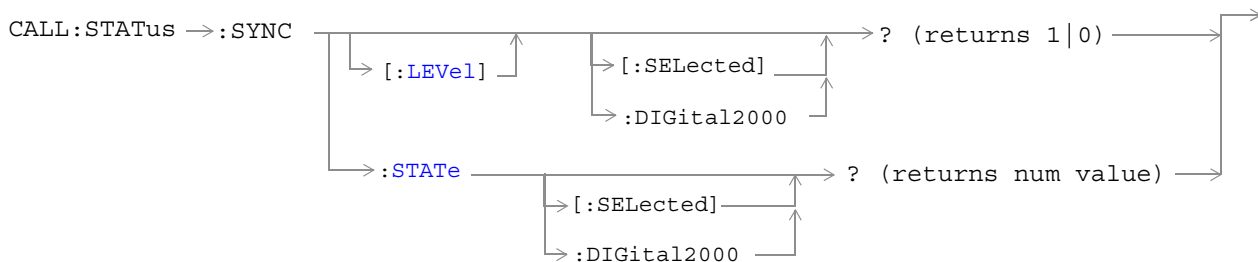 CALL:STATus :SYNC ? (returns 1|0)
[:LEVel] [:SELected]
:DIGital2000
:STATe ? (returns num value)
[:SELected]
:DIGital2000